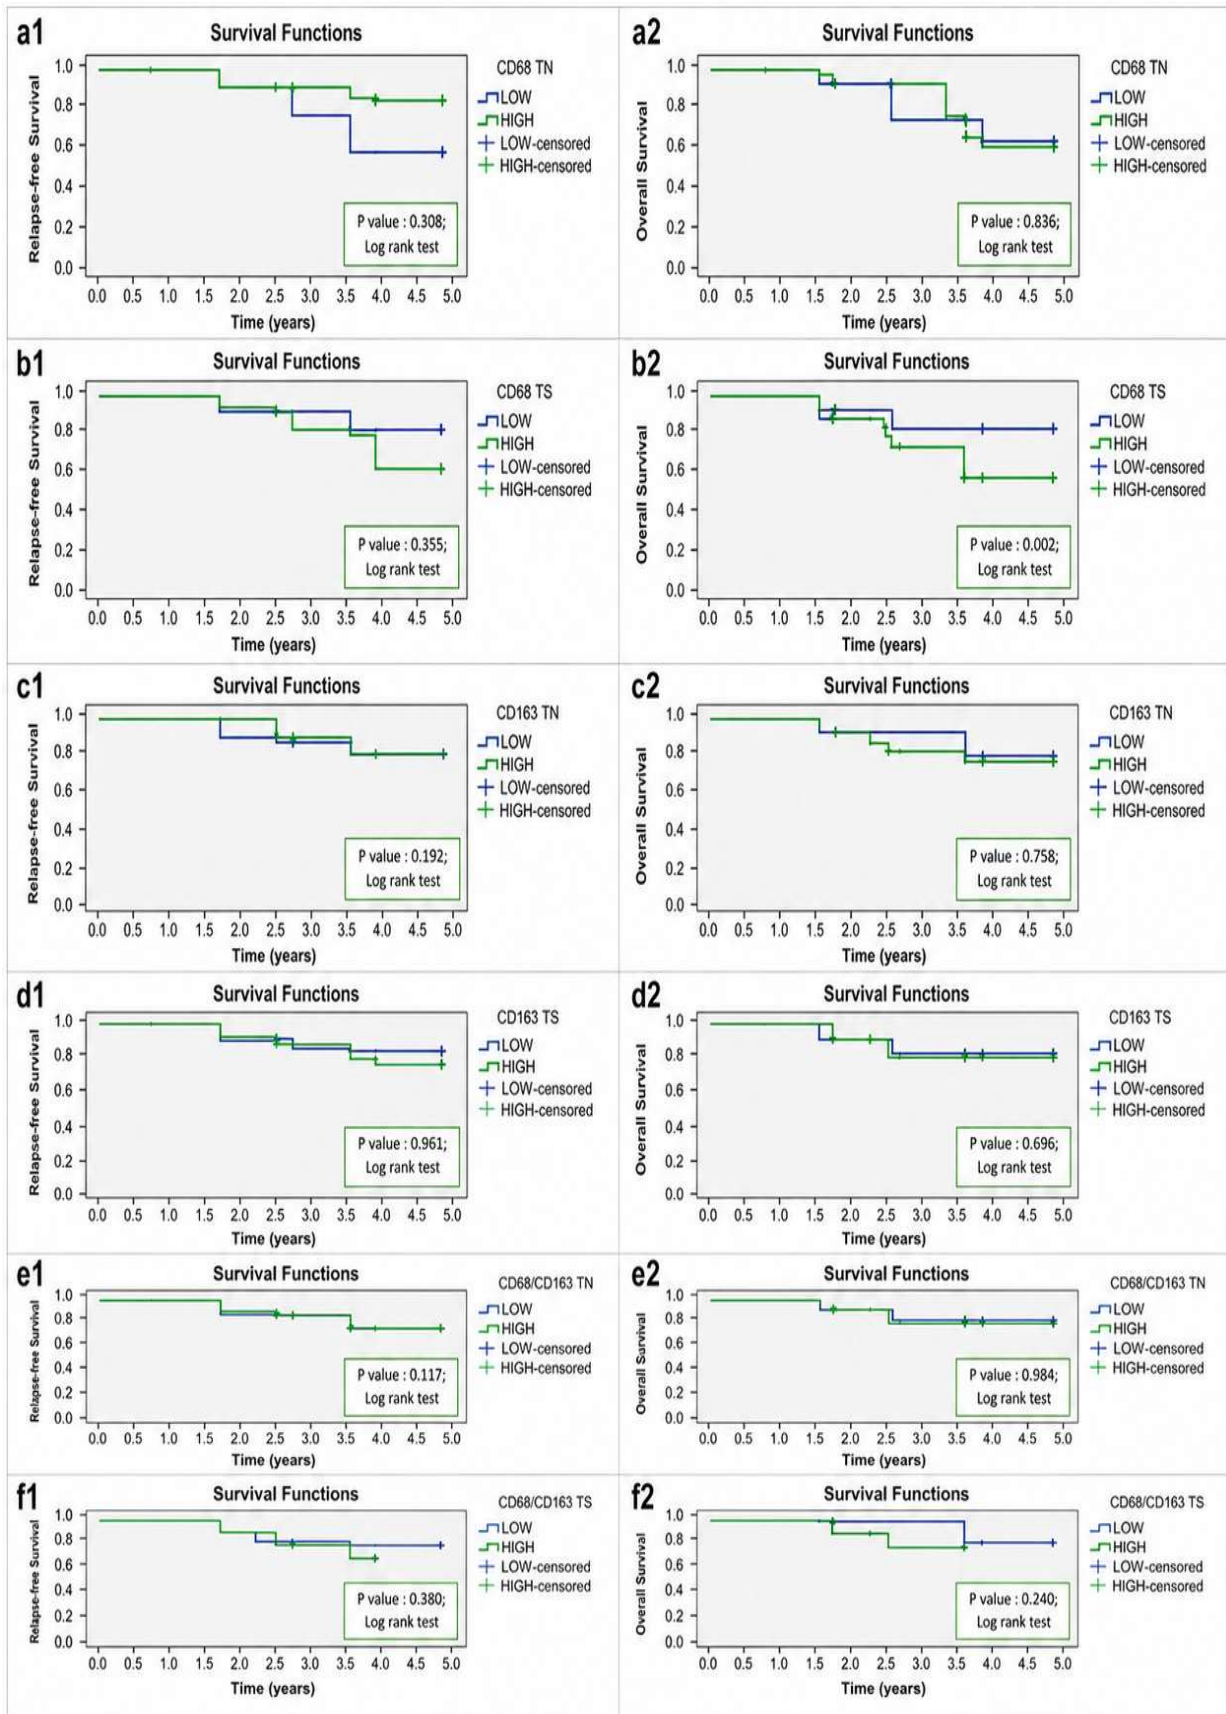 a1
Survival Functions
Relapse-free Survival
1.0
0.8
0.6
0.4
0.2
0.0
0.0 0.5 1.0 1.5 2.0 2.5 3.0 3.5 4.0 4.5 5.0
Time (years)
CD68 TN
LOW
HIGH
LOW-censored
HIGH-censored
P value : 0.308;
Log rank test
a2
Survival Functions
Overall Survival
1.0
0.8
0.6
0.4
0.2
0.0
0.0 0.5 1.0 1.5 2.0 2.5 3.0 3.5 4.0 4.5 5.0
Time (years)
CD68 TN
LOW
HIGH
LOW-censored
HIGH-censored
P value : 0.836;
Log rank test
b1
Survival Functions
Relapse-free Survival
1.0
0.8
0.6
0.4
0.2
0.0
0.0 0.5 1.0 1.5 2.0 2.5 3.0 3.5 4.0 4.5 5.0
Time (years)
CD68 TS
LOW
HIGH
LOW-censored
HIGH-censored
P value : 0.355;
Log rank test
b2
Survival Functions
Overall Survival
1.0
0.8
0.6
0.4
0.2
0.0
0.0 0.5 1.0 1.5 2.0 2.5 3.0 3.5 4.0 4.5 5.0
Time (years)
CD68 TS
LOW
HIGH
LOW-censored
HIGH-censored
P value : 0.002;
Log rank test
c1
Survival Functions
Relapse-free Survival
1.0
0.8
0.6
0.4
0.2
0.0
0.0 0.5 1.0 1.5 2.0 2.5 3.0 3.5 4.0 4.5 5.0
Time (years)
CD163 TN
LOW
HIGH
LOW-censored
HIGH-censored
P value : 0.192;
Log rank test
c2
Survival Functions
Overall Survival
1.0
0.8
0.6
0.4
0.2
0.0
0.0 0.5 1.0 1.5 2.0 2.5 3.0 3.5 4.0 4.5 5.0
Time (years)
CD163 TN
LOW
HIGH
LOW-censored
HIGH-censored
P value : 0.758;
Log rank test
d1
Survival Functions
Relapse-free Survival
1.0
0.8
0.6
0.4
0.2
0.0
0.0 0.5 1.0 1.5 2.0 2.5 3.0 3.5 4.0 4.5 5.0
Time (years)
CD163 TS
LOW
HIGH
LOW-censored
HIGH-censored
P value : 0.961;
Log rank test
d2
Survival Functions
Overall Survival
1.0
0.8
0.6
0.4
0.2
0.0
0.0 0.5 1.0 1.5 2.0 2.5 3.0 3.5 4.0 4.5 5.0
Time (years)
CD163 TS
LOW
HIGH
LOW-censored
HIGH-censored
P value : 0.696;
Log rank test
e1
Survival Functions
Relapse-free Survival
1.0
0.8
0.6
0.4
0.2
0.0
0.0 0.5 1.0 1.5 2.0 2.5 3.0 3.5 4.0 4.5 5.0
Time (years)
CD68/CD163 TN
LOW
HIGH
LOW-censored
HIGH-censored
P value : 0.117;
Log rank test
e2
Survival Functions
Overall Survival
1.0
0.8
0.6
0.4
0.2
0.0
0.0 0.5 1.0 1.5 2.0 2.5 3.0 3.5 4.0 4.5 5.0
Time (years)
CD68/CD163 TN
LOW
HIGH
LOW-censored
HIGH-censored
P value : 0.984;
Log rank test
f1
Survival Functions
Relapse-free Survival
1.0
0.8
0.6
0.4
0.2
0.0
0.0 0.5 1.0 1.5 2.0 2.5 3.0 3.5 4.0 4.5 5.0
Time (years)
CD68/CD163 TS
LOW
HIGH
LOW-censored
HIGH-censored
P value : 0.380;
Log rank test
f2
Survival Functions
Overall Survival
1.0
0.8
0.6
0.4
0.2
0.0
0.0 0.5 1.0 1.5 2.0 2.5 3.0 3.5 4.0 4.5 5.0
Time (years)
CD68/CD163 TS
LOW
HIGH
LOW-censored
HIGH-censored
P value : 0.240;
Log rank test